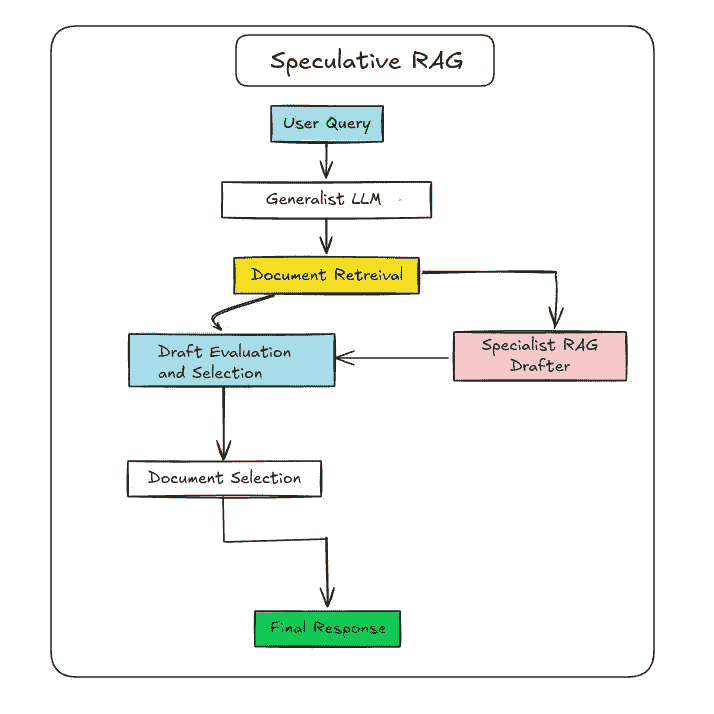 Speculative RAG
User Query
Generalist LLM
Document Retreival
Draft Evaluation
and Selection
Specialist RAG
Drafter
Document Selection
Final Response